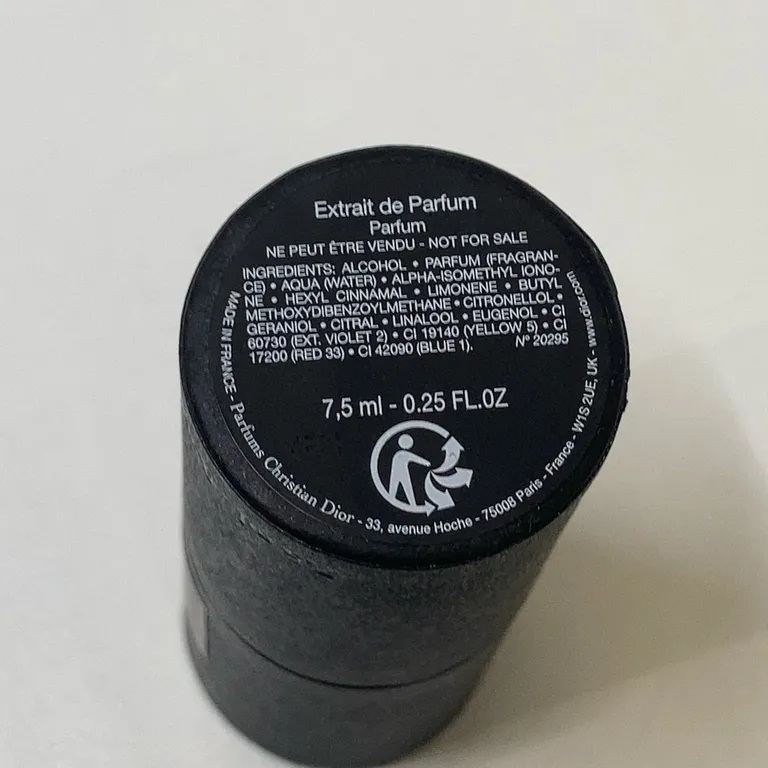 Extrait de Parfum
Parfum
NE PEUT ÊTRE VENDU - NOT FOR SALE
INGREDIENTS: ALCOHOL • PARFUM (FRAGRAN-
CE) • AQUA (WATER) • ALPHA-ISOMETHYL IONO-
NE • HEXYL CINNAMAL • LIMONENE • BUTYL
METHOXYDIBENZOYLMETHANE • CITRONELLOL •
GERANIOL • CITRAL • LINALOOL • EUGENOL • CI
60730 (EXT. VIOLET 2) • CI 19140 (YELLOW 5) • CI
17200 (RED 33) • CI 42090 (BLUE 1). Nº 20295
7,5 ml - 0.25 FL.OZ
MADE IN FRANCE - Parfums Christian Dior - 33, avenue Hoche - 75008 Paris - France - W1S 2UE, UK - www.dior.com